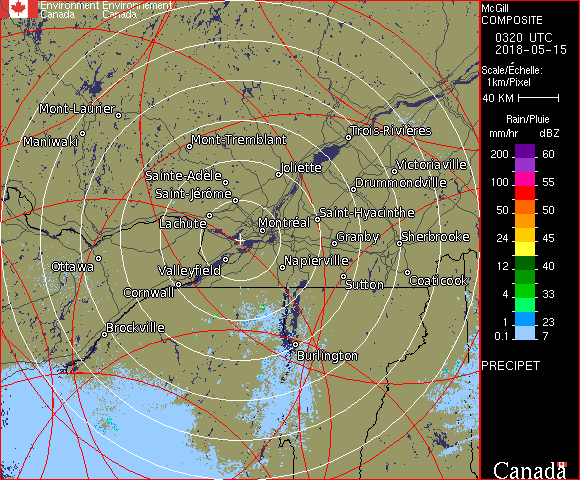 Environment Environnement
Canada Canada
McGill
COMPOSITE
0320 UTC
2018-05-15
Scale/Échelle:
1km/Pixel
40 KM
Rain/Pluie
mm/hr dBZ
200 60
100 55
50 50
24 45
12 40
4 33
1 23
0.1 7
PRECIPET
Canada
Mont-Laurier
Maniwaki
Mont-Tremblant
Trois-Rivières
Sainte-Adèle
Joliette
Victoriaville
Saint-Jérôme
Drummondville
Lachute
Montréal
Saint-Hyacinthe
Granby
Sherbrooke
Ottawa
Valleyfield
Napierville
Cornwall
Sutton
Coaticook
Brockville
Burlington